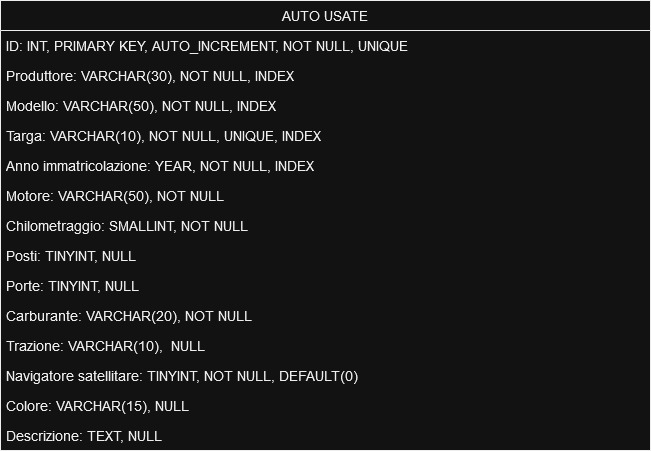 AUTO USATE
ID: INT, PRIMARY KEY, AUTO_INCREMENT, NOT NULL, UNIQUE
Produttore: VARCHAR(30), NOT NULL, INDEX
Modello: VARCHAR(50), NOT NULL, INDEX
Targa: VARCHAR(10), NOT NULL, UNIQUE, INDEX
Anno immatricolazione: YEAR, NOT NULL, INDEX
Motore: VARCHAR(50), NOT NULL
Chilometraggio: SMALLINT, NOT NULL
Posti: TINYINT, NULL
Porte: TINYINT, NULL
Carburante: VARCHAR(20), NOT NULL
Trazione: VARCHAR(10),  NULL
Navigatore satellitare: TINYINT, NOT NULL, DEFAULT(0)
Colore: VARCHAR(15), NULL
Descrizione: TEXT, NULL